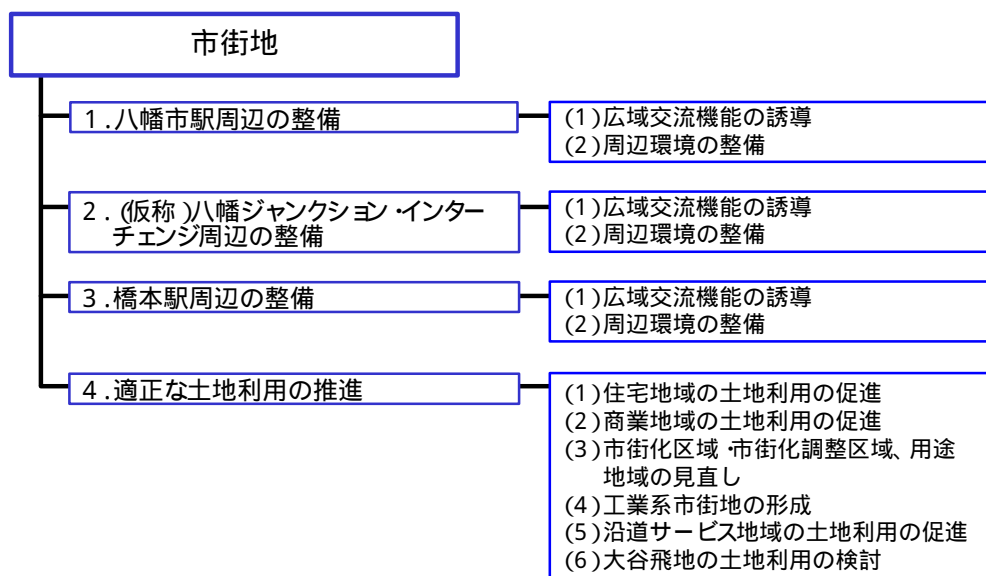 市街地
1.八幡市駅周辺の整備
(1)広域交流機能の誘導
(2)周辺環境の整備
2.(仮称)八幡ジャンクション・インター
チェンジ周辺の整備
(1)広域交流機能の誘導
(2)周辺環境の整備
3.橋本駅周辺の整備
(1)広域交流機能の誘導
(2)周辺環境の整備
4.適正な土地利用の推進
(1)住宅地域の土地利用の促進
(2)商業地域の土地利用の促進
(3)市街化区域・市街化調整区域、用途
地域の見直し
(4)工業系市街地の形成
(5)沿道サービス地域の土地利用の促進
(6)大谷飛地の土地利用の検討